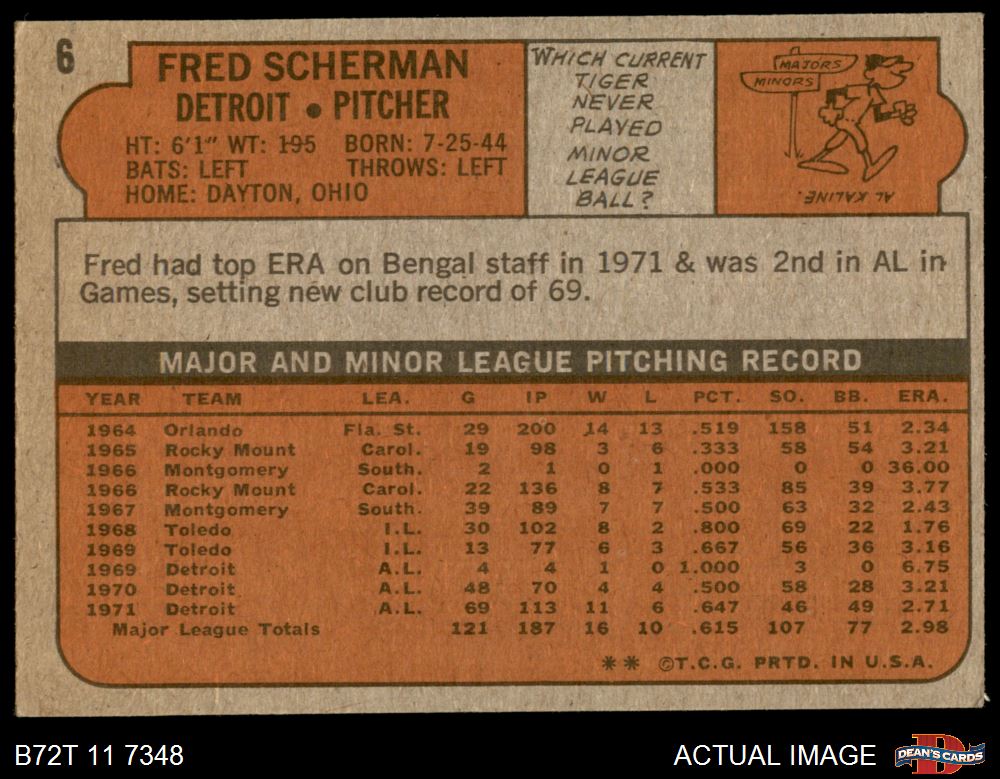 6
FRED SCHERMAN
DETROIT • PITCHER
HT: 6'1" WT: 195 BORN: 7-25-44
BATS: LEFT THROWS: LEFT
HOME: DAYTON, OHIO
WHICH CURRENT
TIGER
NEVER
PLAYED
MINOR
LEAGUE
BALL?
MAJORS
MINORS
AL KALINE.
Fred had top ERA on Bengal staff in 1971 & was 2nd in AL in
Games, setting new club record of 69.
MAJOR AND MINOR LEAGUE PITCHING RECORD
YEAR TEAM LEA. G IP W L PCT. SO. BB. ERA.
1964 Orlando Fla. St. 29 200 14 13 .519 158 51 2.34
1965 Rocky Mount Carol. 19 98 3 6 .333 58 54 3.21
1966 Montgomery South. 2 1 0 1 .000 0 0 36.00
1966 Rocky Mount Carol. 22 136 8 7 .533 85 39 3.77
1967 Montgomery South. 39 89 7 7 .500 63 32 2.43
1968 Toledo I.L. 30 102 8 2 .800 69 22 1.76
1969 Toledo I.L. 13 77 6 3 .667 56 36 3.16
1969 Detroit A.L. 4 4 1 0 1.000 3 0 6.75
1970 Detroit A.L. 48 70 4 4 .500 58 28 3.21
1971 Detroit A.L. 69 113 11 6 .647 46 49 2.71
Major League Totals 121 187 16 10 .615 107 77 2.98
** ©T.C.G. PRTD. IN U.S.A.
B72T 11 7348
ACTUAL IMAGE
DEAN'S CARDS